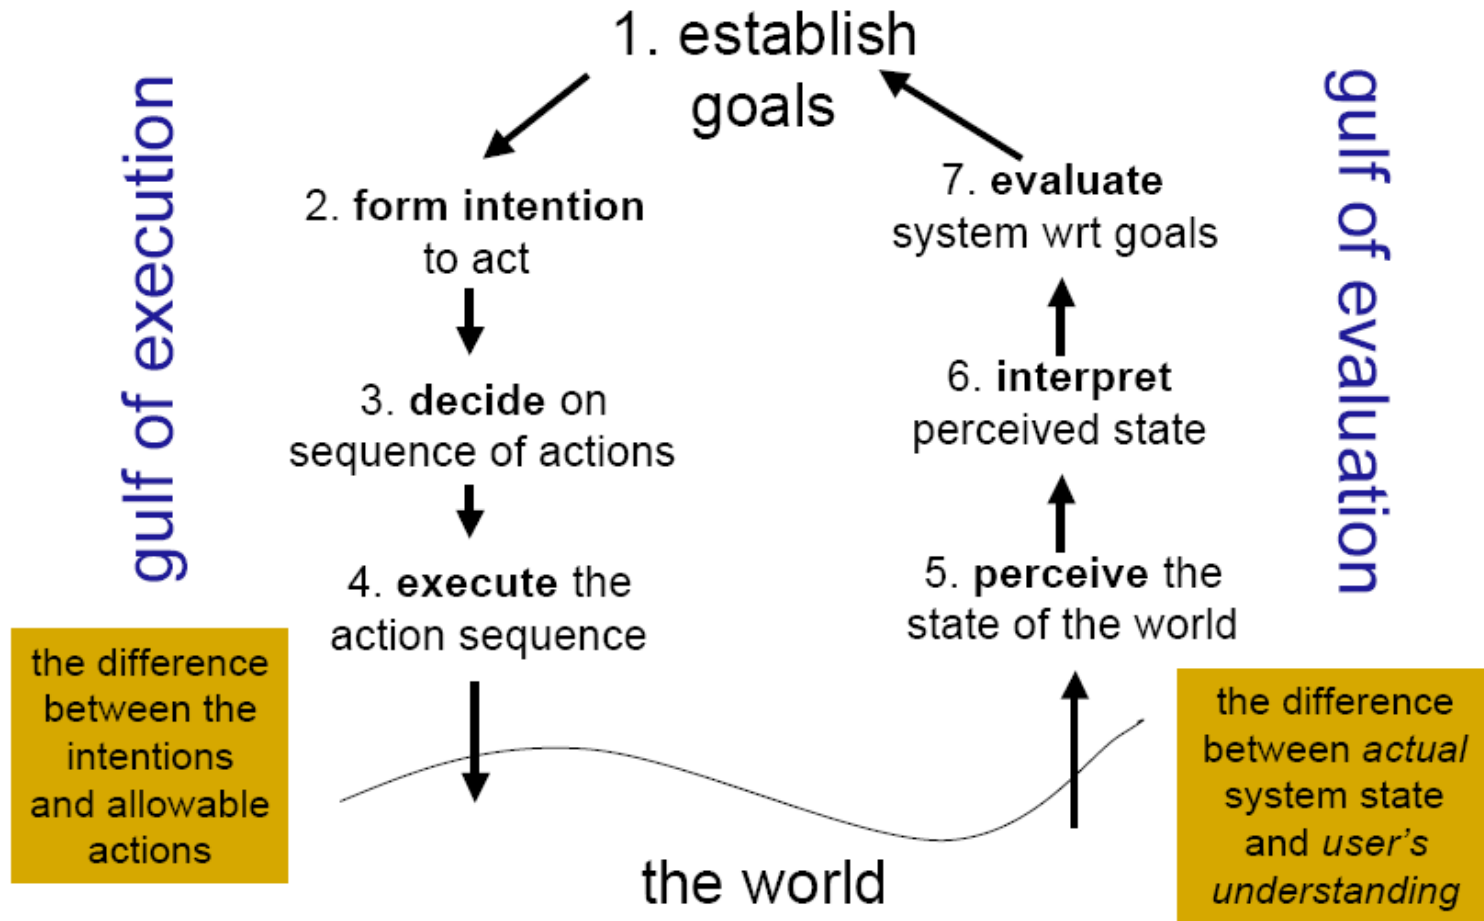 1. establish
goals
gulf of execution
2. form intention
to act
3. decide on
sequence of actions
4. execute the
action sequence
the difference
between the
intentions
and allowable
actions
the world
5. perceive the
state of the world
6. interpret
perceived state
7. evaluate
system wrt goals
gulf of evaluation
the difference
between actual
system state
and user’s
understanding